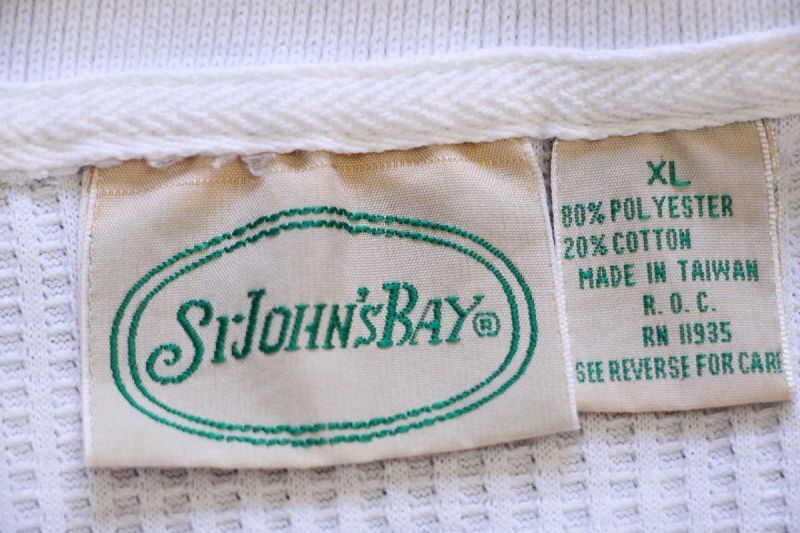 St. John's Bay®
XL
80% POLYESTER
20% COTTON
MADE IN TAIWAN
R.O.C.
RN 11935
SEE REVERSE FOR CARE